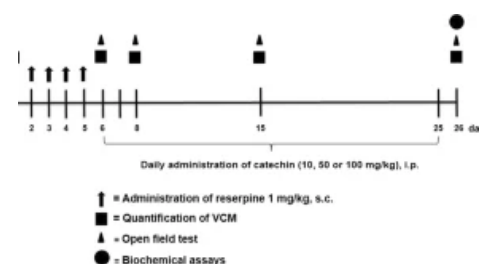 2 3 4 5 6 8 15 25 26 da
Daily administration of catechin (10, 50 or 100 mg/kg), i.p.
= Administration of reserpine 1 mg/kg, s.c.
= Quantification of VCM
= Open field test
= Biochemical assays